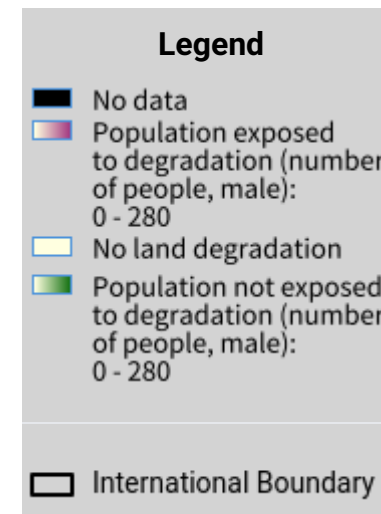 Legend
No data
Population exposed
to degradation (number
of people, male):
0 - 280
No land degradation
Population not exposed
to degradation (number
of people, male):
0 - 280
International Boundary